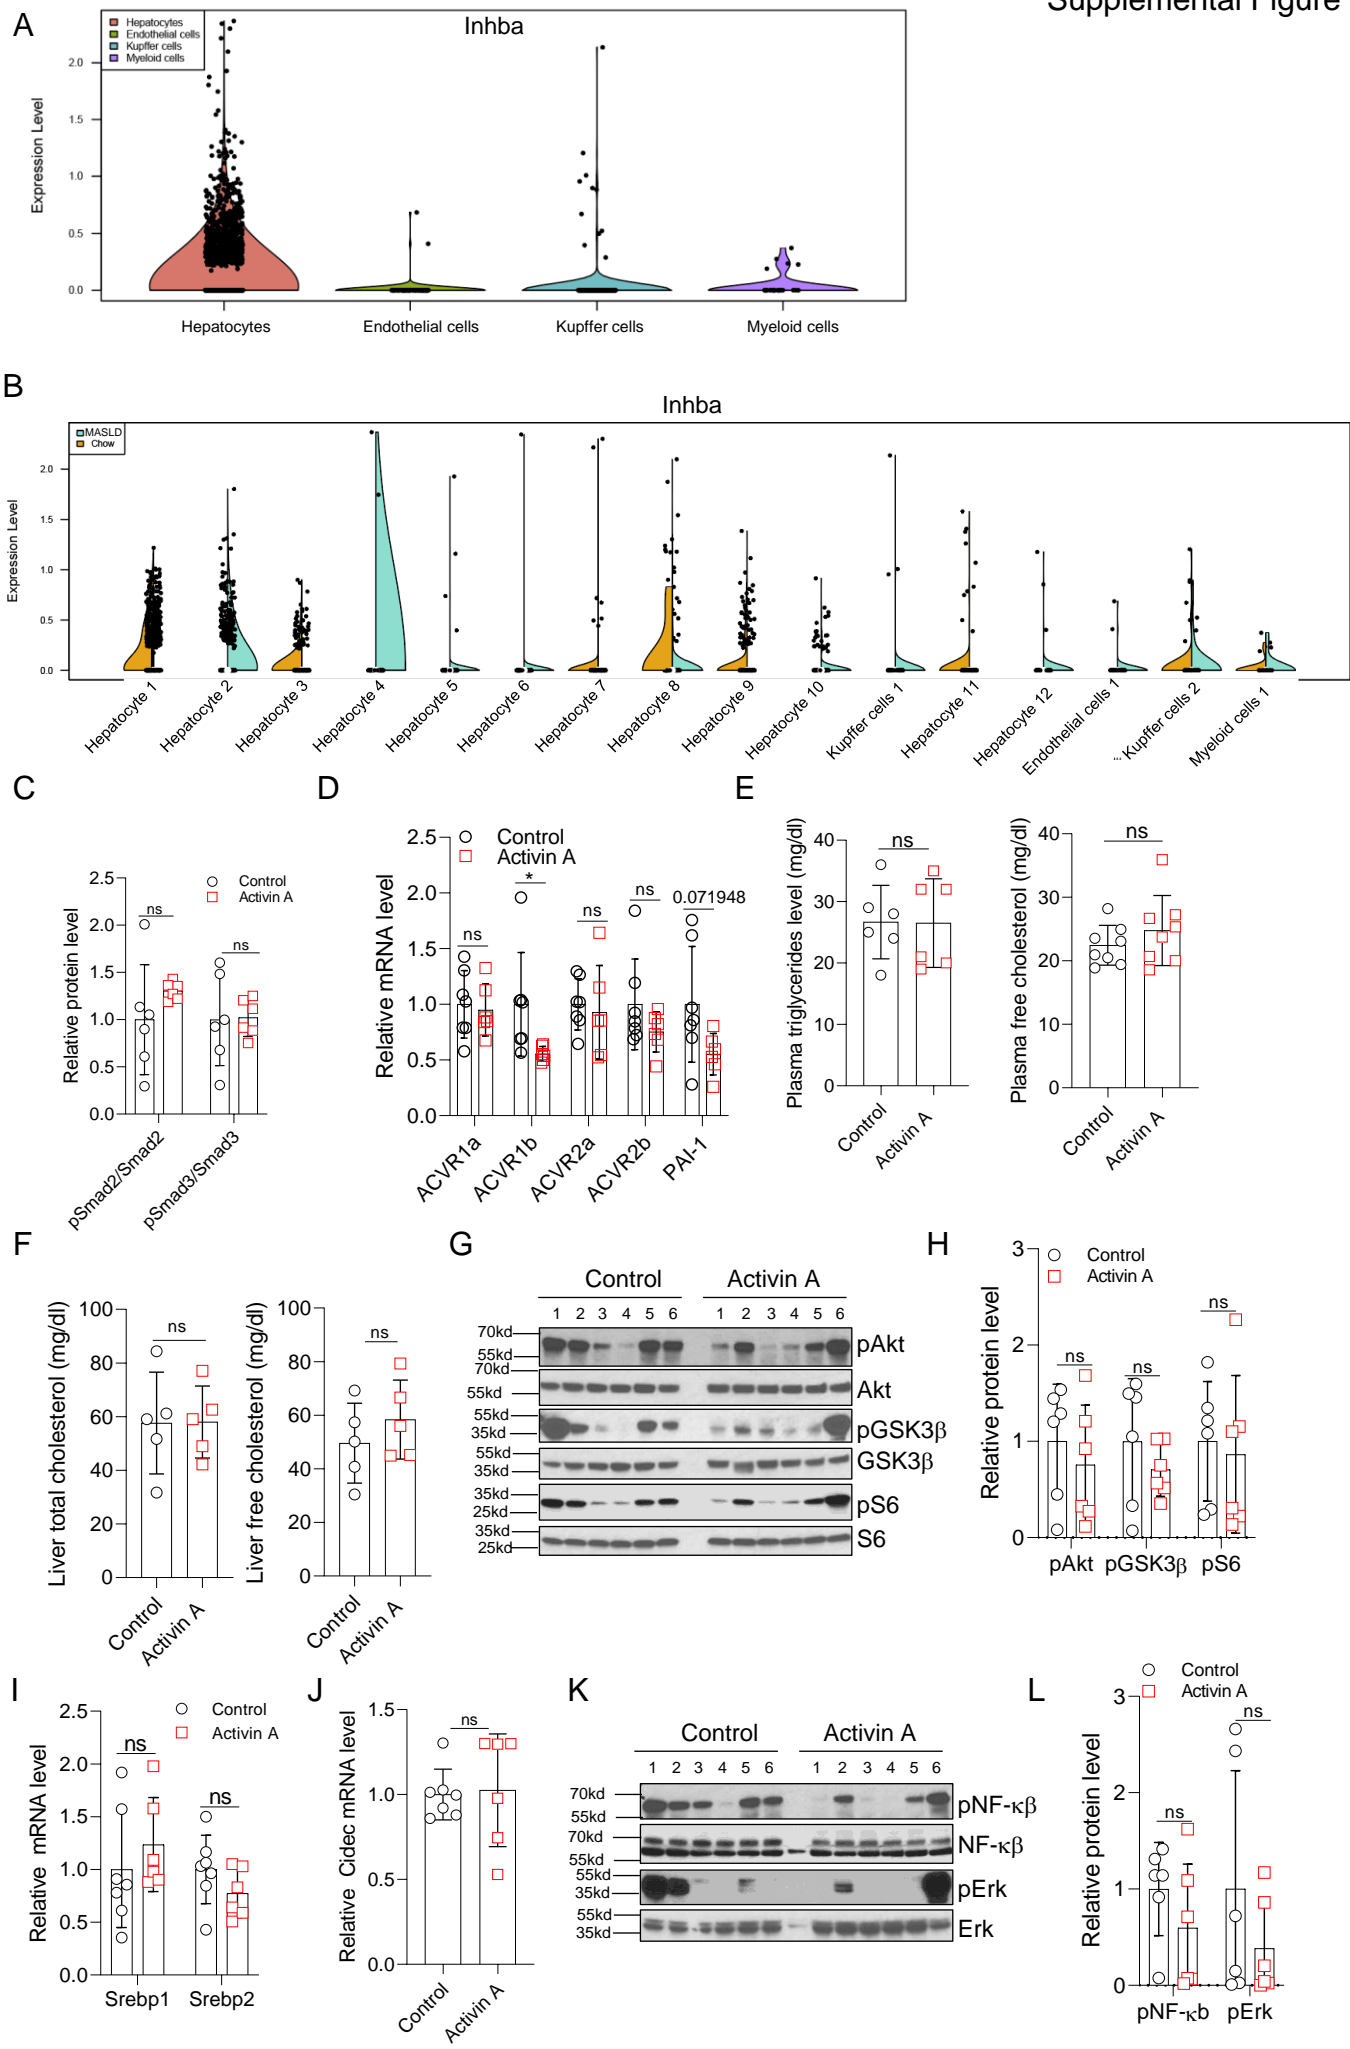 Supplemental Figure
A
Inhba
Hepatocytes
Endothelial cells
Kupffer cells
Myeloid cells
Expression Level
2.0
1.5
1.0
0.5
0.0
Hepatocytes Endothelial cells Kupffer cells Myeloid cells
B
Inhba
MASLD
Chow
Expression Level
2.0
1.5
1.0
0.5
0.0
Hepatocyte 1 Hepatocyte 2 Hepatocyte 3 Hepatocyte 4 Hepatocyte 5 Hepatocyte 6 Hepatocyte 7 Hepatocyte 8 Hepatocyte 9 Hepatocyte 10 Kupffer cells 1 Hepatocyte 11 Hepatocyte 12 Endothelial cells 1 ... Kupffer cells 2 Myeloid cells 1
C
Relative protein level
2.5
2.0
1.5
1.0
0.5
0.0
Control
Activin A
ns
ns
pSmad2/Smad2 pSmad3/Smad3
D
Relative mRNA level
2.5
2.0
1.5
1.0
0.5
0.0
Control
Activin A
ns * ns ns 0.071948
ACVR1a ACVR1b ACVR2a ACVR2b PAI-1
E
Plasma triglycerides level (mg/dl)
40
30
20
10
0
ns
Control Activin A
Plasma free cholesterol (mg/dl)
40
30
20
10
0
ns
Control Activin A
F
Liver total cholesterol (mg/dl)
100
80
60
40
20
0
ns
Control Activin A
Liver free cholesterol (mg/dl)
100
80
60
40
20
0
ns
Control Activin A
G
Control Activin A
1 2 3 4 5 6 1 2 3 4 5 6
70kd
55kd
pAkt
70kd
55kd
Akt
55kd
35kd
pGSK3β
55kd
35kd
GSK3β
35kd
25kd
pS6
35kd
25kd
S6
H
Relative protein level
3
2
1
0
Control
Activin A
ns ns ns
pAkt pGSK3β pS6
I
Relative mRNA level
2.5
2.0
1.5
1.0
0.5
0.0
Control
Activin A
ns
ns
Srebp1 Srebp2
J
Relative Cidec mRNA level
1.5
1.0
0.5
0.0
ns
Control Activin A
K
Control Activin A
1 2 3 4 5 6 1 2 3 4 5 6
70kd
55kd
pNF-κβ
70kd
55kd
NF-κβ
55kd
35kd
pErk
55kd
35kd
Erk
L
Relative protein level
3
2
1
0
Control
Activin A
ns
ns
pNF-κb pErk